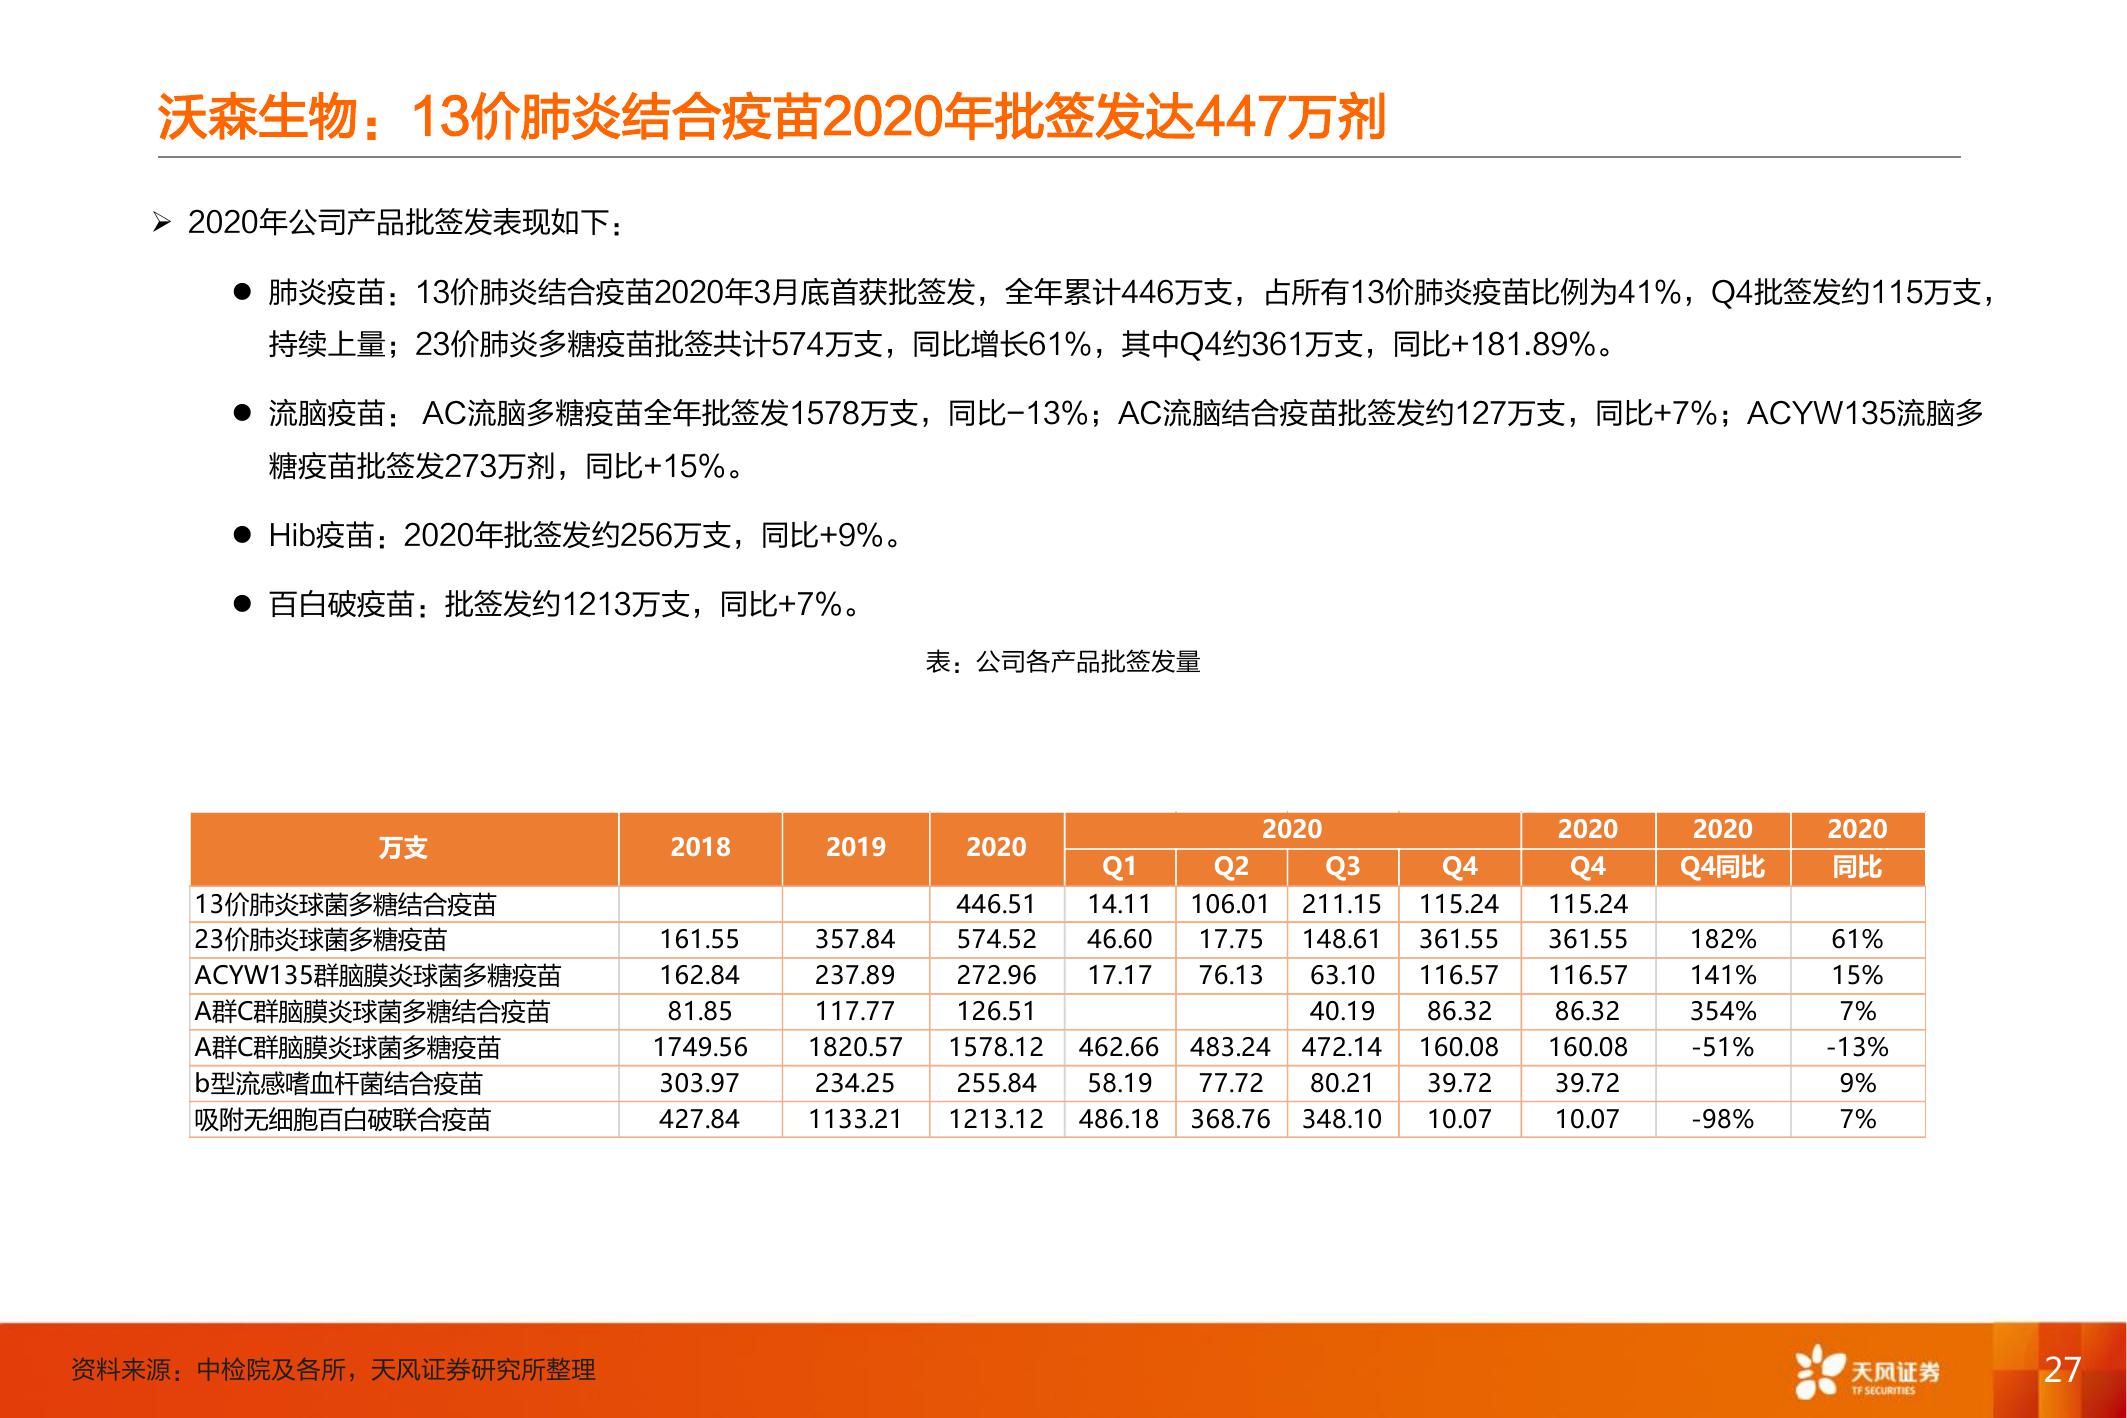 沃森生物：13价肺炎结合疫苗2020年批签发达447万剂
➢ 2020年公司产品批签发表现如下：
● 肺炎疫苗：13价肺炎结合疫苗2020年3月底首获批签发，全年累计446万支，占所有13价肺炎疫苗比例为41%，Q4批签发约115万支，
持续上量；23价肺炎多糖疫苗批签共计574万支，同比增长61%，其中Q4约361万支，同比+181.89%。
● 流脑疫苗： AC流脑多糖疫苗全年批签发1578万支，同比-13%；AC流脑结合疫苗批签发约127万支，同比+7%；ACYW135流脑多
糖疫苗批签发273万剂，同比+15%。
● Hib疫苗：2020年批签发约256万支，同比+9%。
● 百白破疫苗：批签发约1213万支，同比+7%。
表：公司各产品批签发量
万支 2018 2019 2020 2020 2020 2020 2020
Q1 Q2 Q3 Q4 Q4 Q4同比 同比
13价肺炎球菌多糖结合疫苗 446.51 14.11 106.01 211.15 115.24 115.24
23价肺炎球菌多糖疫苗 161.55 357.84 574.52 46.60 17.75 148.61 361.55 361.55 182% 61%
ACYW135群脑膜炎球菌多糖疫苗 162.84 237.89 272.96 17.17 76.13 63.10 116.57 116.57 141% 15%
A群C群脑膜炎球菌多糖结合疫苗 81.85 117.77 126.51 40.19 86.32 86.32 354% 7%
A群C群脑膜炎球菌多糖疫苗 1749.56 1820.57 1578.12 462.66 483.24 472.14 160.08 160.08 -51% -13%
b型流感嗜血杆菌结合疫苗 303.97 234.25 255.84 58.19 77.72 80.21 39.72 39.72 9%
吸附无细胞百白破联合疫苗 427.84 1133.21 1213.12 486.18 368.76 348.10 10.07 10.07 -98% 7%
资料来源：中检院及各所，天风证券研究所整理
天风证券
TF SECURITIES
27